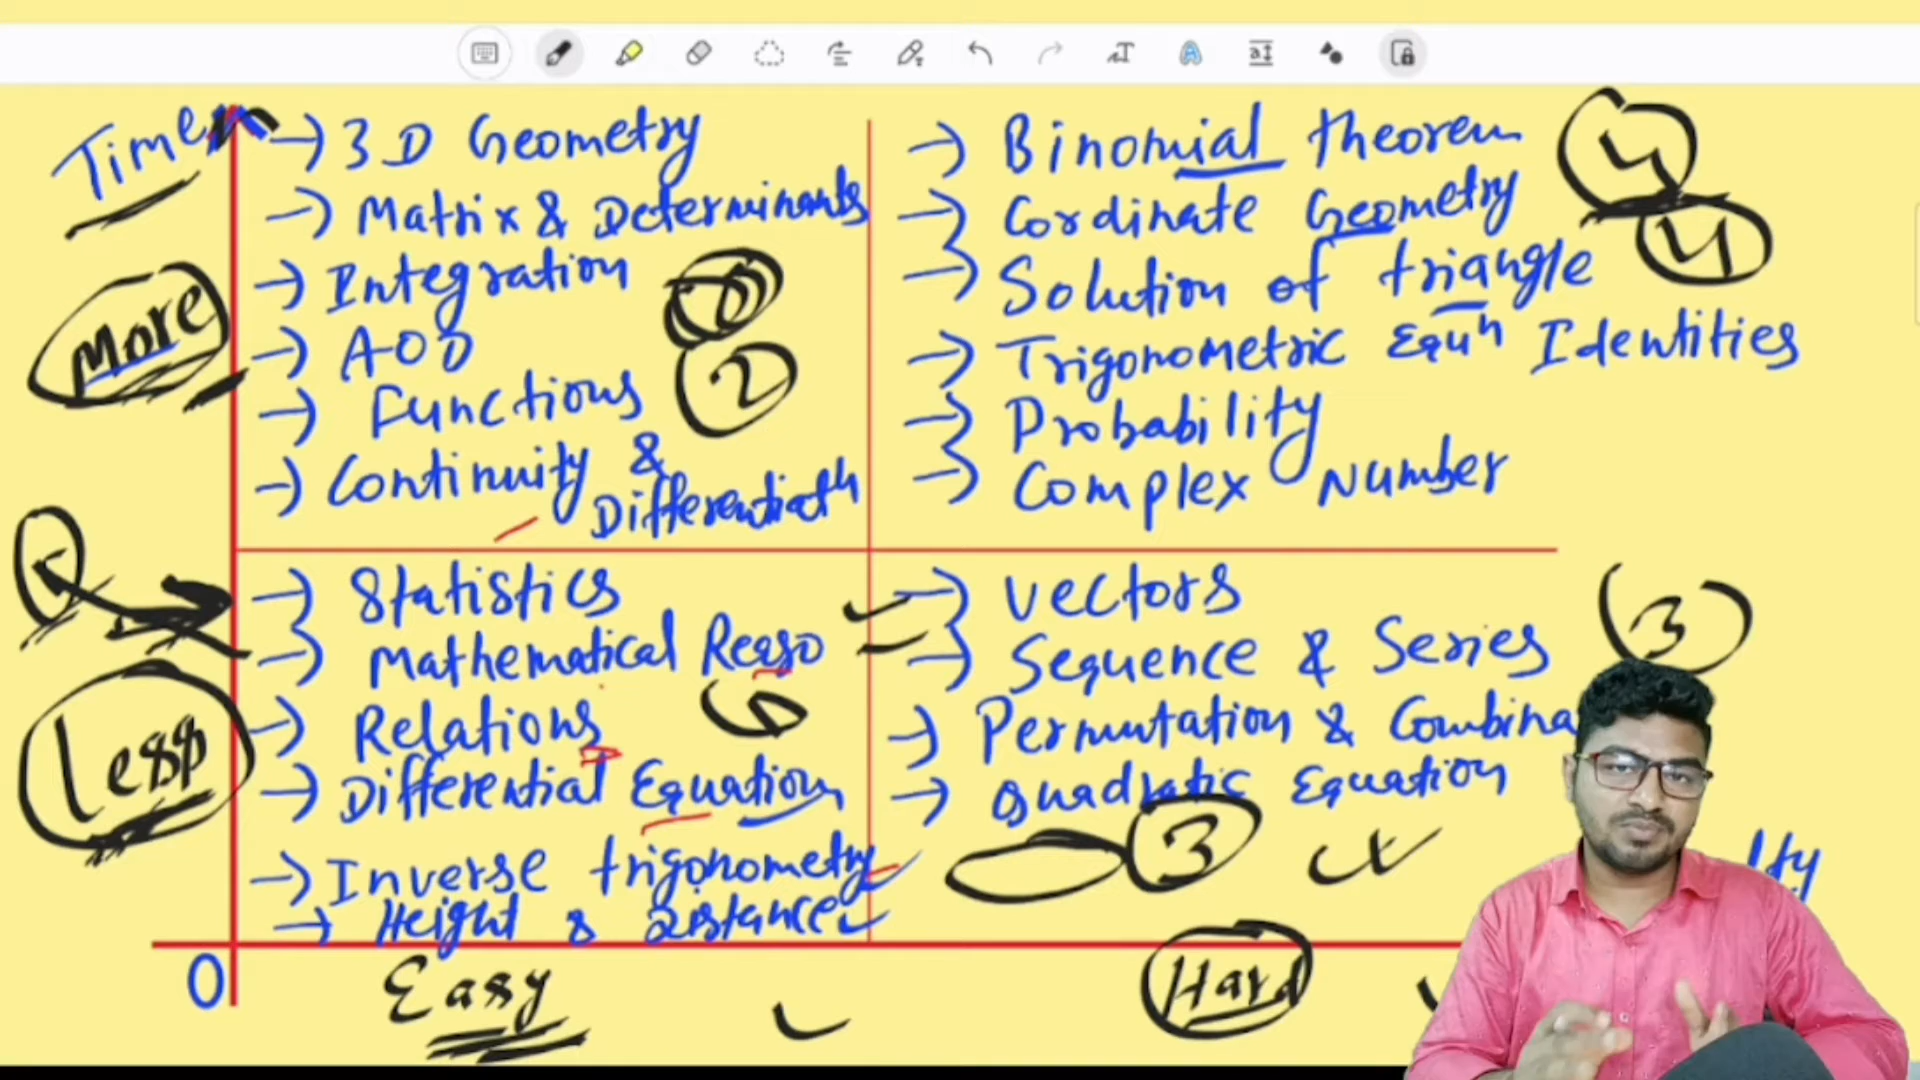 Time
→ 3D Geometry
→ Matrix & Determinants
→ Integration
→ AOD
→ Functions
2
→ Continuity &
Differentiath
More
→ Binomial theorem
4
→ Cordinate Geometry
4
→ Solution of triangle
→ Trigonometric Equⁿ Identities
→ Probability
→ Complex Number
→ Statistics
→ Mathematical Reaso
→ Relations
→ Differential Equation
→ Inverse trigonometry
→ Height & Distance
Less
→ Vectors
3
→ Sequence & Series
→ Permutation & Combina
→ Quadratic Equation
3
lty
0
Easy
Hard